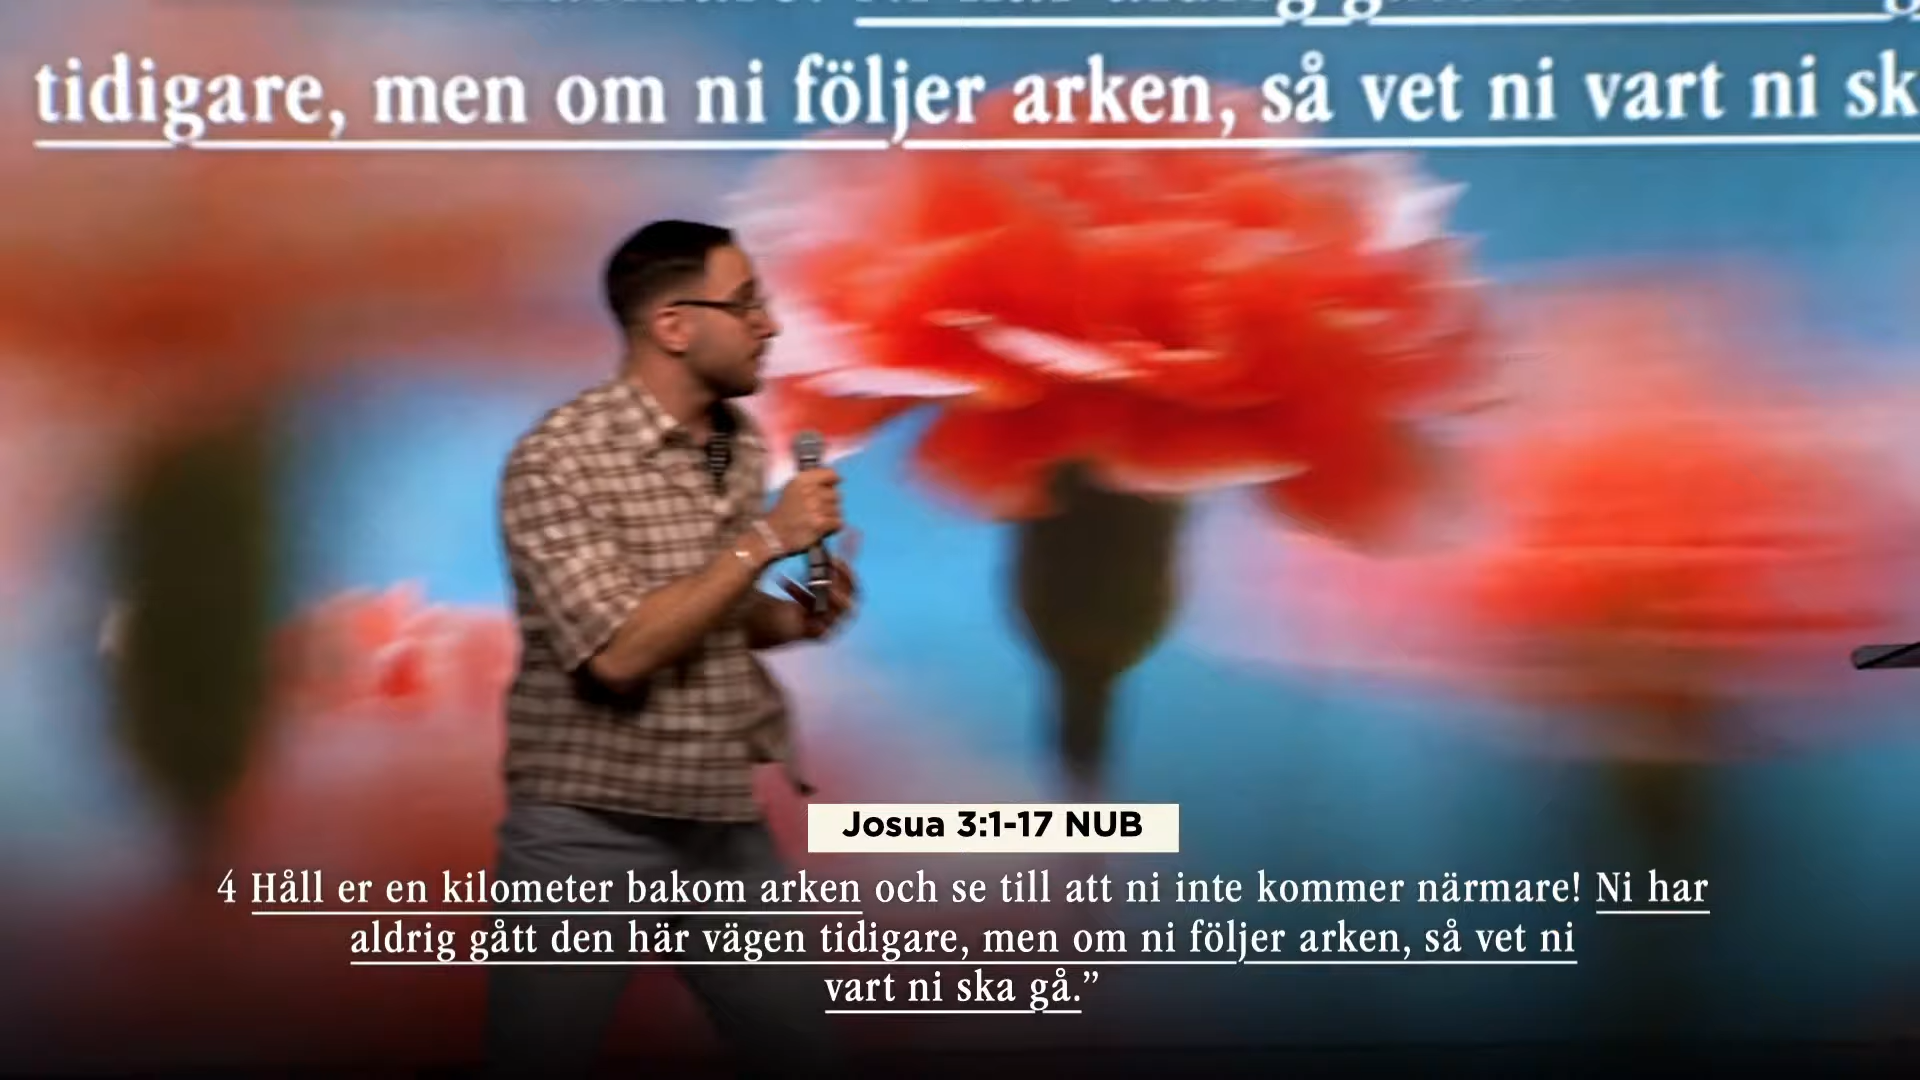 tidigare, men om ni följer arken, så vet ni vart ni
Josua 3:1-17 NUB
4 Håll er en kilometer bakom arken och se till att ni inte kommer närmare! Ni har
aldrig gått den här vägen tidigare, men om ni följer arken, så vet ni
vart ni ska gå.”